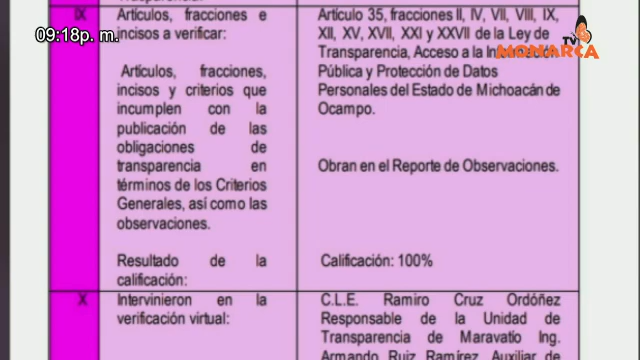 Trasparencia.
09:18p. m.
TV
MONARCA
IX
Artículos, fracciones e
incisos a verificar:
Artículo 35, fracciones II, IV, VII, VIII, IX,
XII, XV, XVII, XXI y XXVII de la Ley de
Transparencia, Acceso a la
Pública y Protección de Datos
Personales del Estado de Michoacán de
Ocampo.
Artículos, fracciones,
incisos y criterios que
incumplen con la
publicación de las
obligaciones de
transparencia en
términos de los Criterios
Generales, así como las
observaciones.
Obran en el Reporte de Observaciones.
Resultado de la
calificación:
Calificación: 100%
X
Intervinieron en la
verificación virtual:
C.L.E. Ramiro Cruz Ordóñez
Responsable de la Unidad de
Transparencia de Maravatío Ing.
Armando Ruiz Ramírez, Auxiliar de